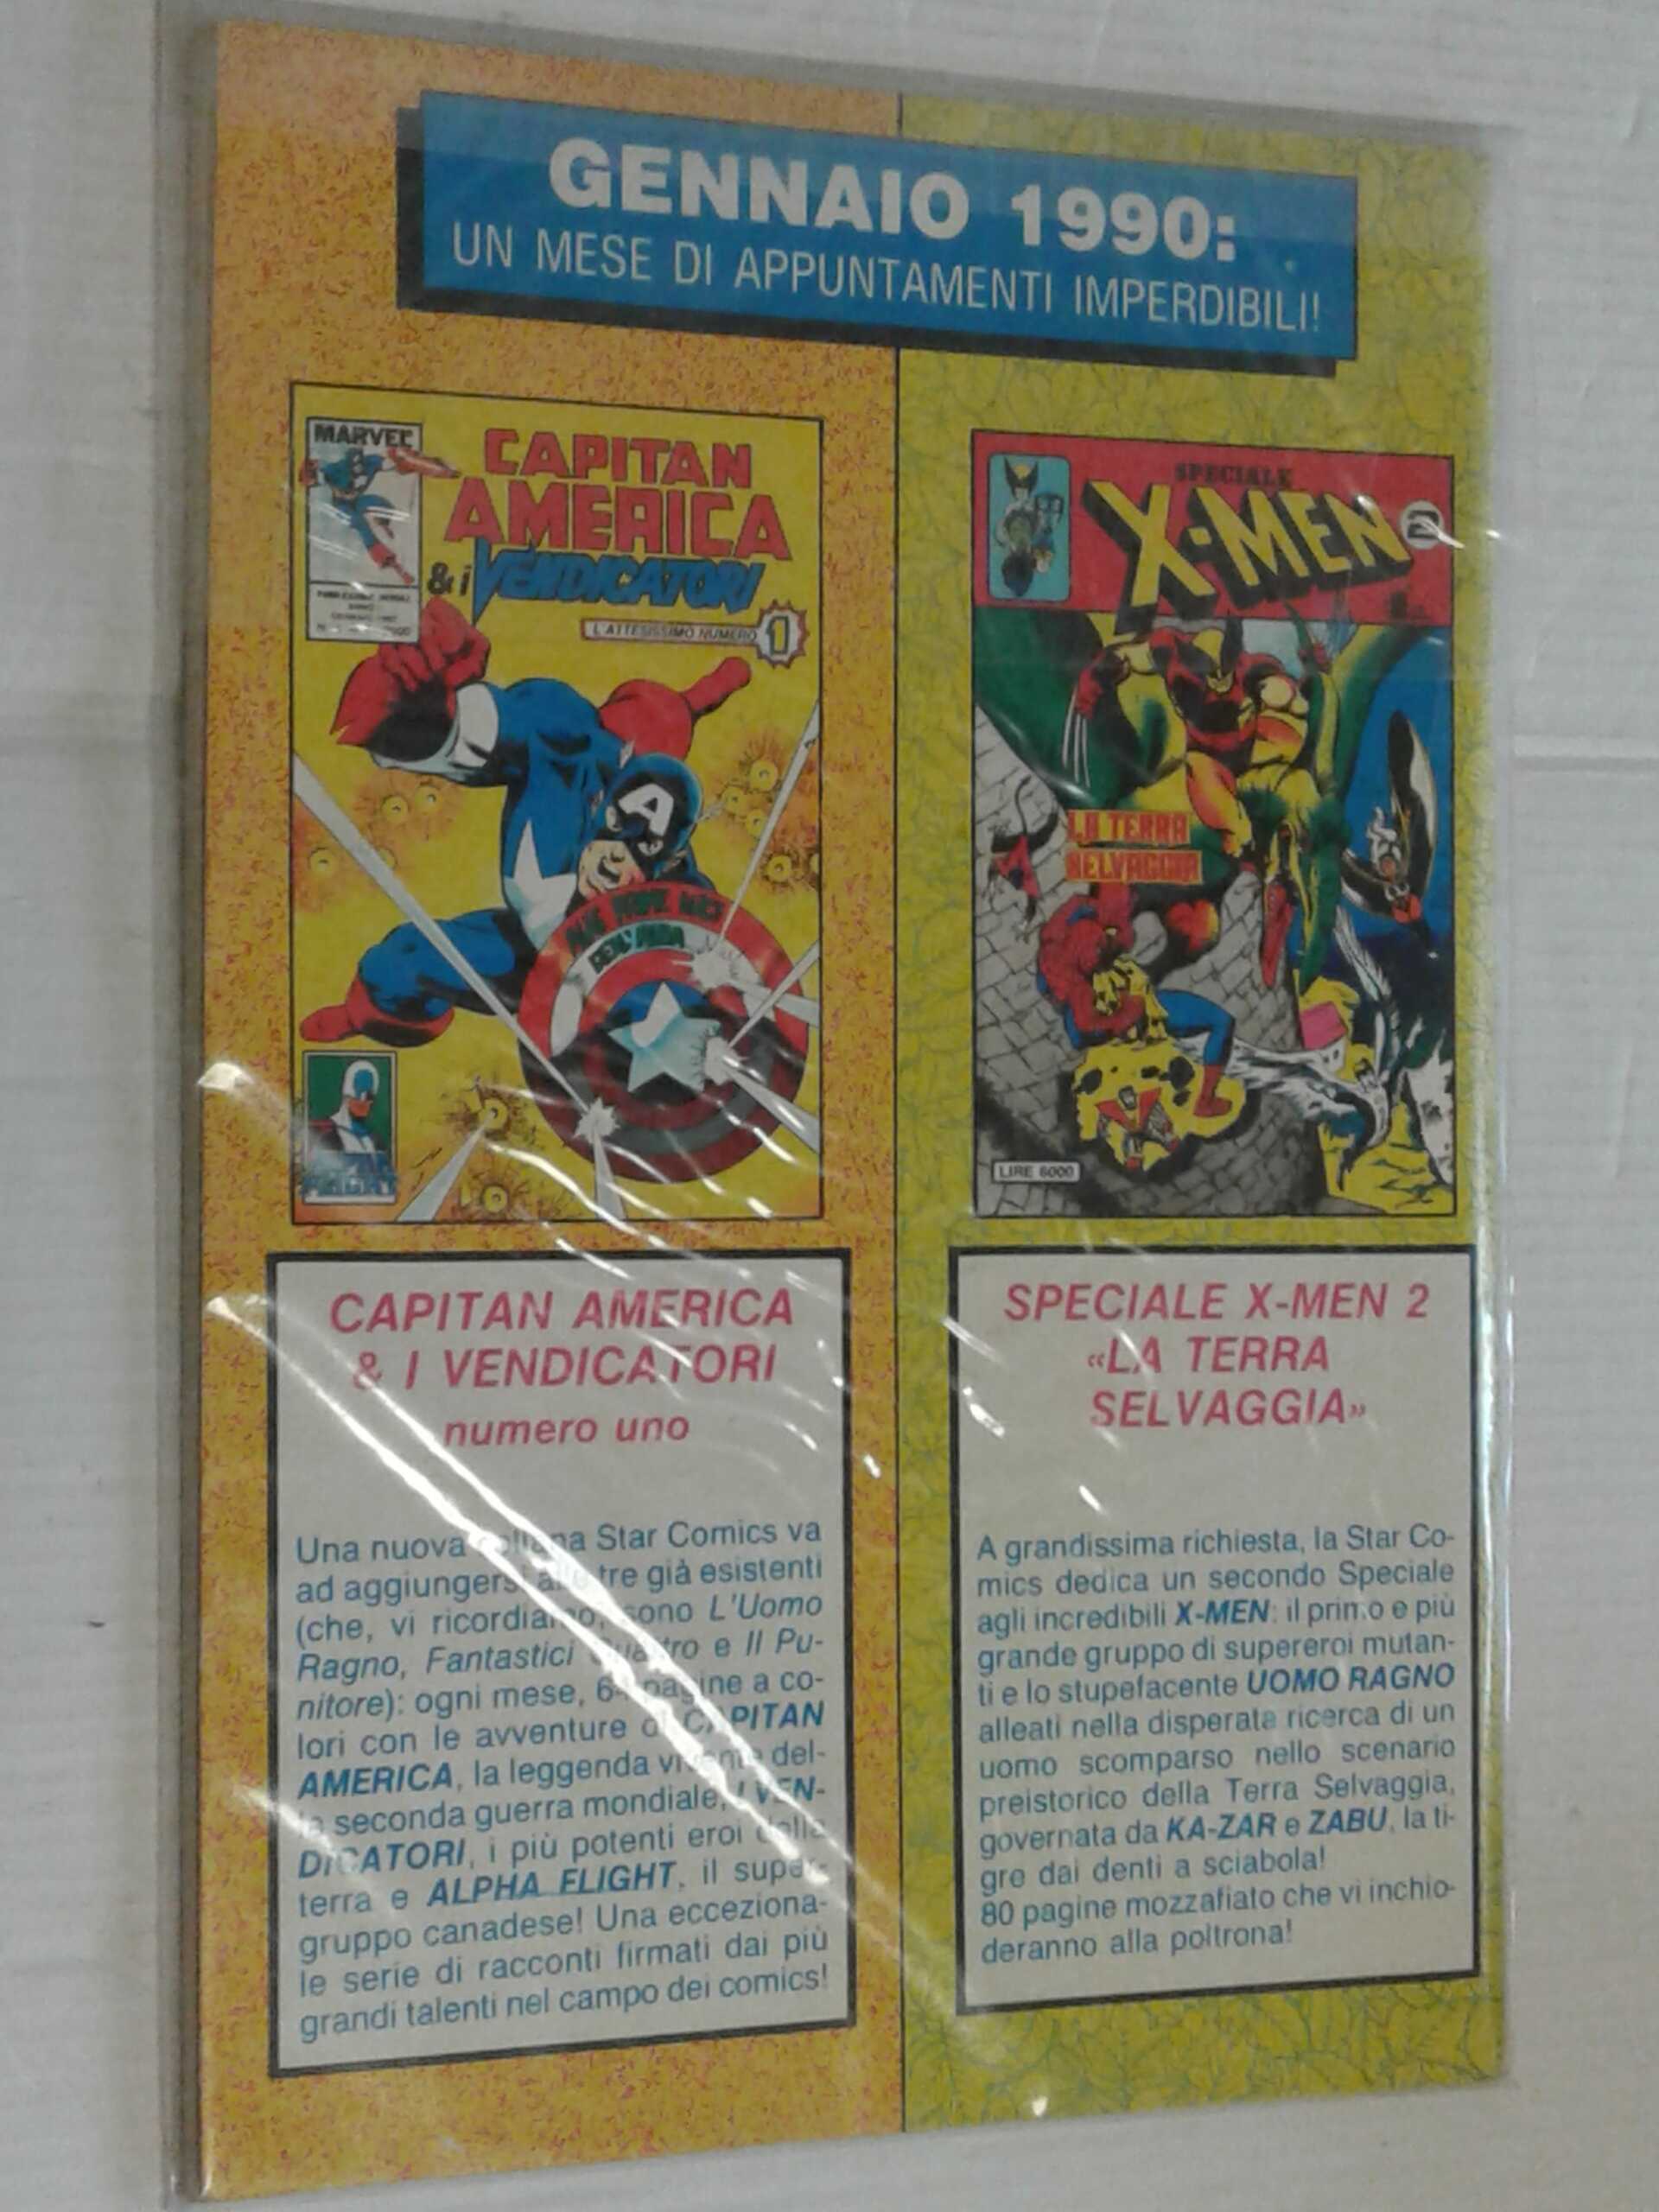 GENNAIO 1990:
UN MESE DI APPUNTAMENTI IMPERDIBILI!
MARVEL
CAPITAN
AMERICA
& i VENDICATORI
L'ATTESISSIMO NUMERO 1
SPECIALE
X-MEN 2
LA TERRA
SELVAGGIA
LIRE 6000
CAPITAN AMERICA
& I VENDICATORI
numero uno
Una nuova collana Star Comics va
ad aggiungersi alle tre già esistenti
(che, vi ricordiamo, sono L'Uomo
Ragno, Fantastici Quattro e Il Pu-
nitore): ogni mese, 64 pagine a co-
lori con le avventure di CAPITAN
AMERICA, la leggenda vivente del-
la seconda guerra mondiale, I VEN-
DICATORI, i più potenti eroi della
terra e ALPHA FLIGHT, il super-
gruppo canadese! Una ecceziona-
le serie di racconti firmati dai più
grandi talenti nel campo dei comics!
SPECIALE X-MEN 2
«LA TERRA
SELVAGGIA»
A grandissima richiesta, la Star Co-
mics dedica un secondo Speciale
agli incredibili X-MEN: il primo e più
grande gruppo di supereroi mutan-
ti e lo stupefacente UOMO RAGNO
alleati nella disperata ricerca di un
uomo scomparso nello scenario
preistorico della Terra Selvaggia,
governata da KA-ZAR e ZABU, la ti-
gre dai denti a sciabola!
80 pagine mozzafiato che vi inchio-
deranno alla poltrona!